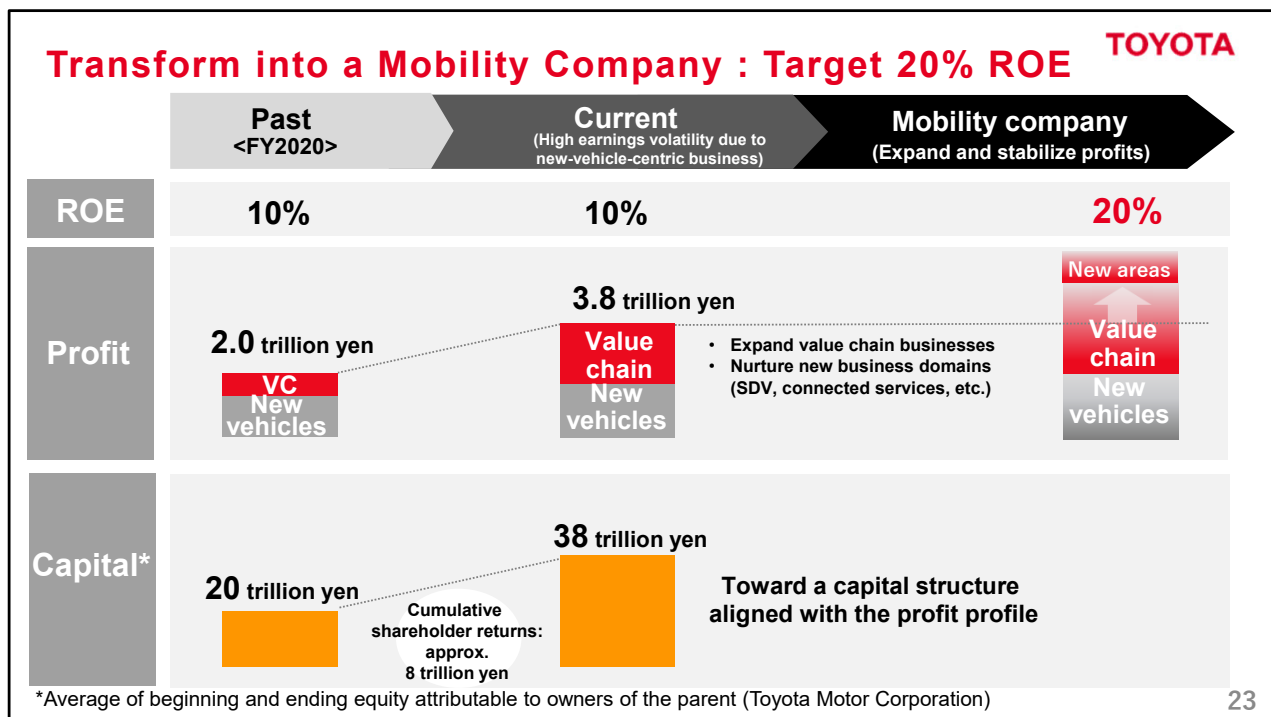 Transform into a Mobility Company : Target 20% ROE
TOYOTA
Past
<FY2020>
Current
(High earnings volatility due to
new-vehicle-centric business)
Mobility company
(Expand and stabilize profits)
ROE
10%
10%
20%
Profit
2.0 trillion yen
VC
New
vehicles
3.8 trillion yen
Value
chain
New
vehicles
• Expand value chain businesses
• Nurture new business domains
(SDV, connected services, etc.)
New areas
Value
chain
New
vehicles
Capital*
20 trillion yen
Cumulative
shareholder returns:
approx.
8 trillion yen
38 trillion yen
Toward a capital structure
aligned with the profit profile
*Average of beginning and ending equity attributable to owners of the parent (Toyota Motor Corporation)
23